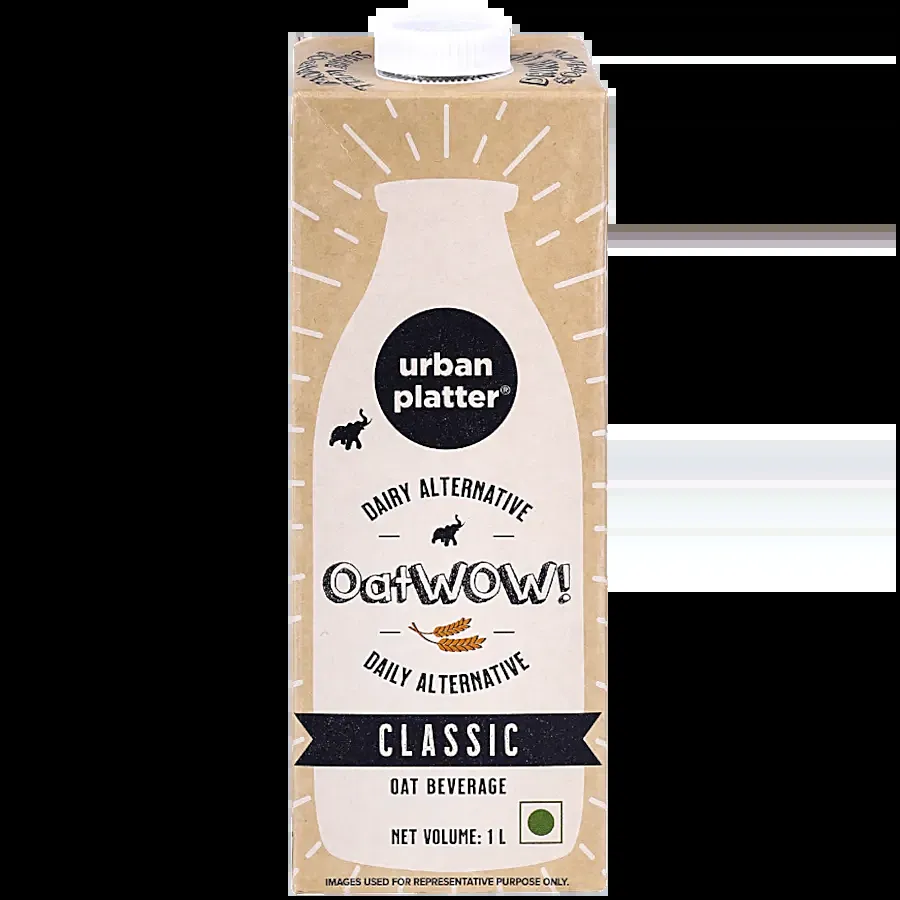 urban
platter®
DAIRY ALTERNATIVE
OatWOW!
DAILY ALTERNATIVE
CLASSIC
OAT BEVERAGE
NET VOLUME: 1 L
IMAGES USED FOR REPRESENTATIVE PURPOSE ONLY.